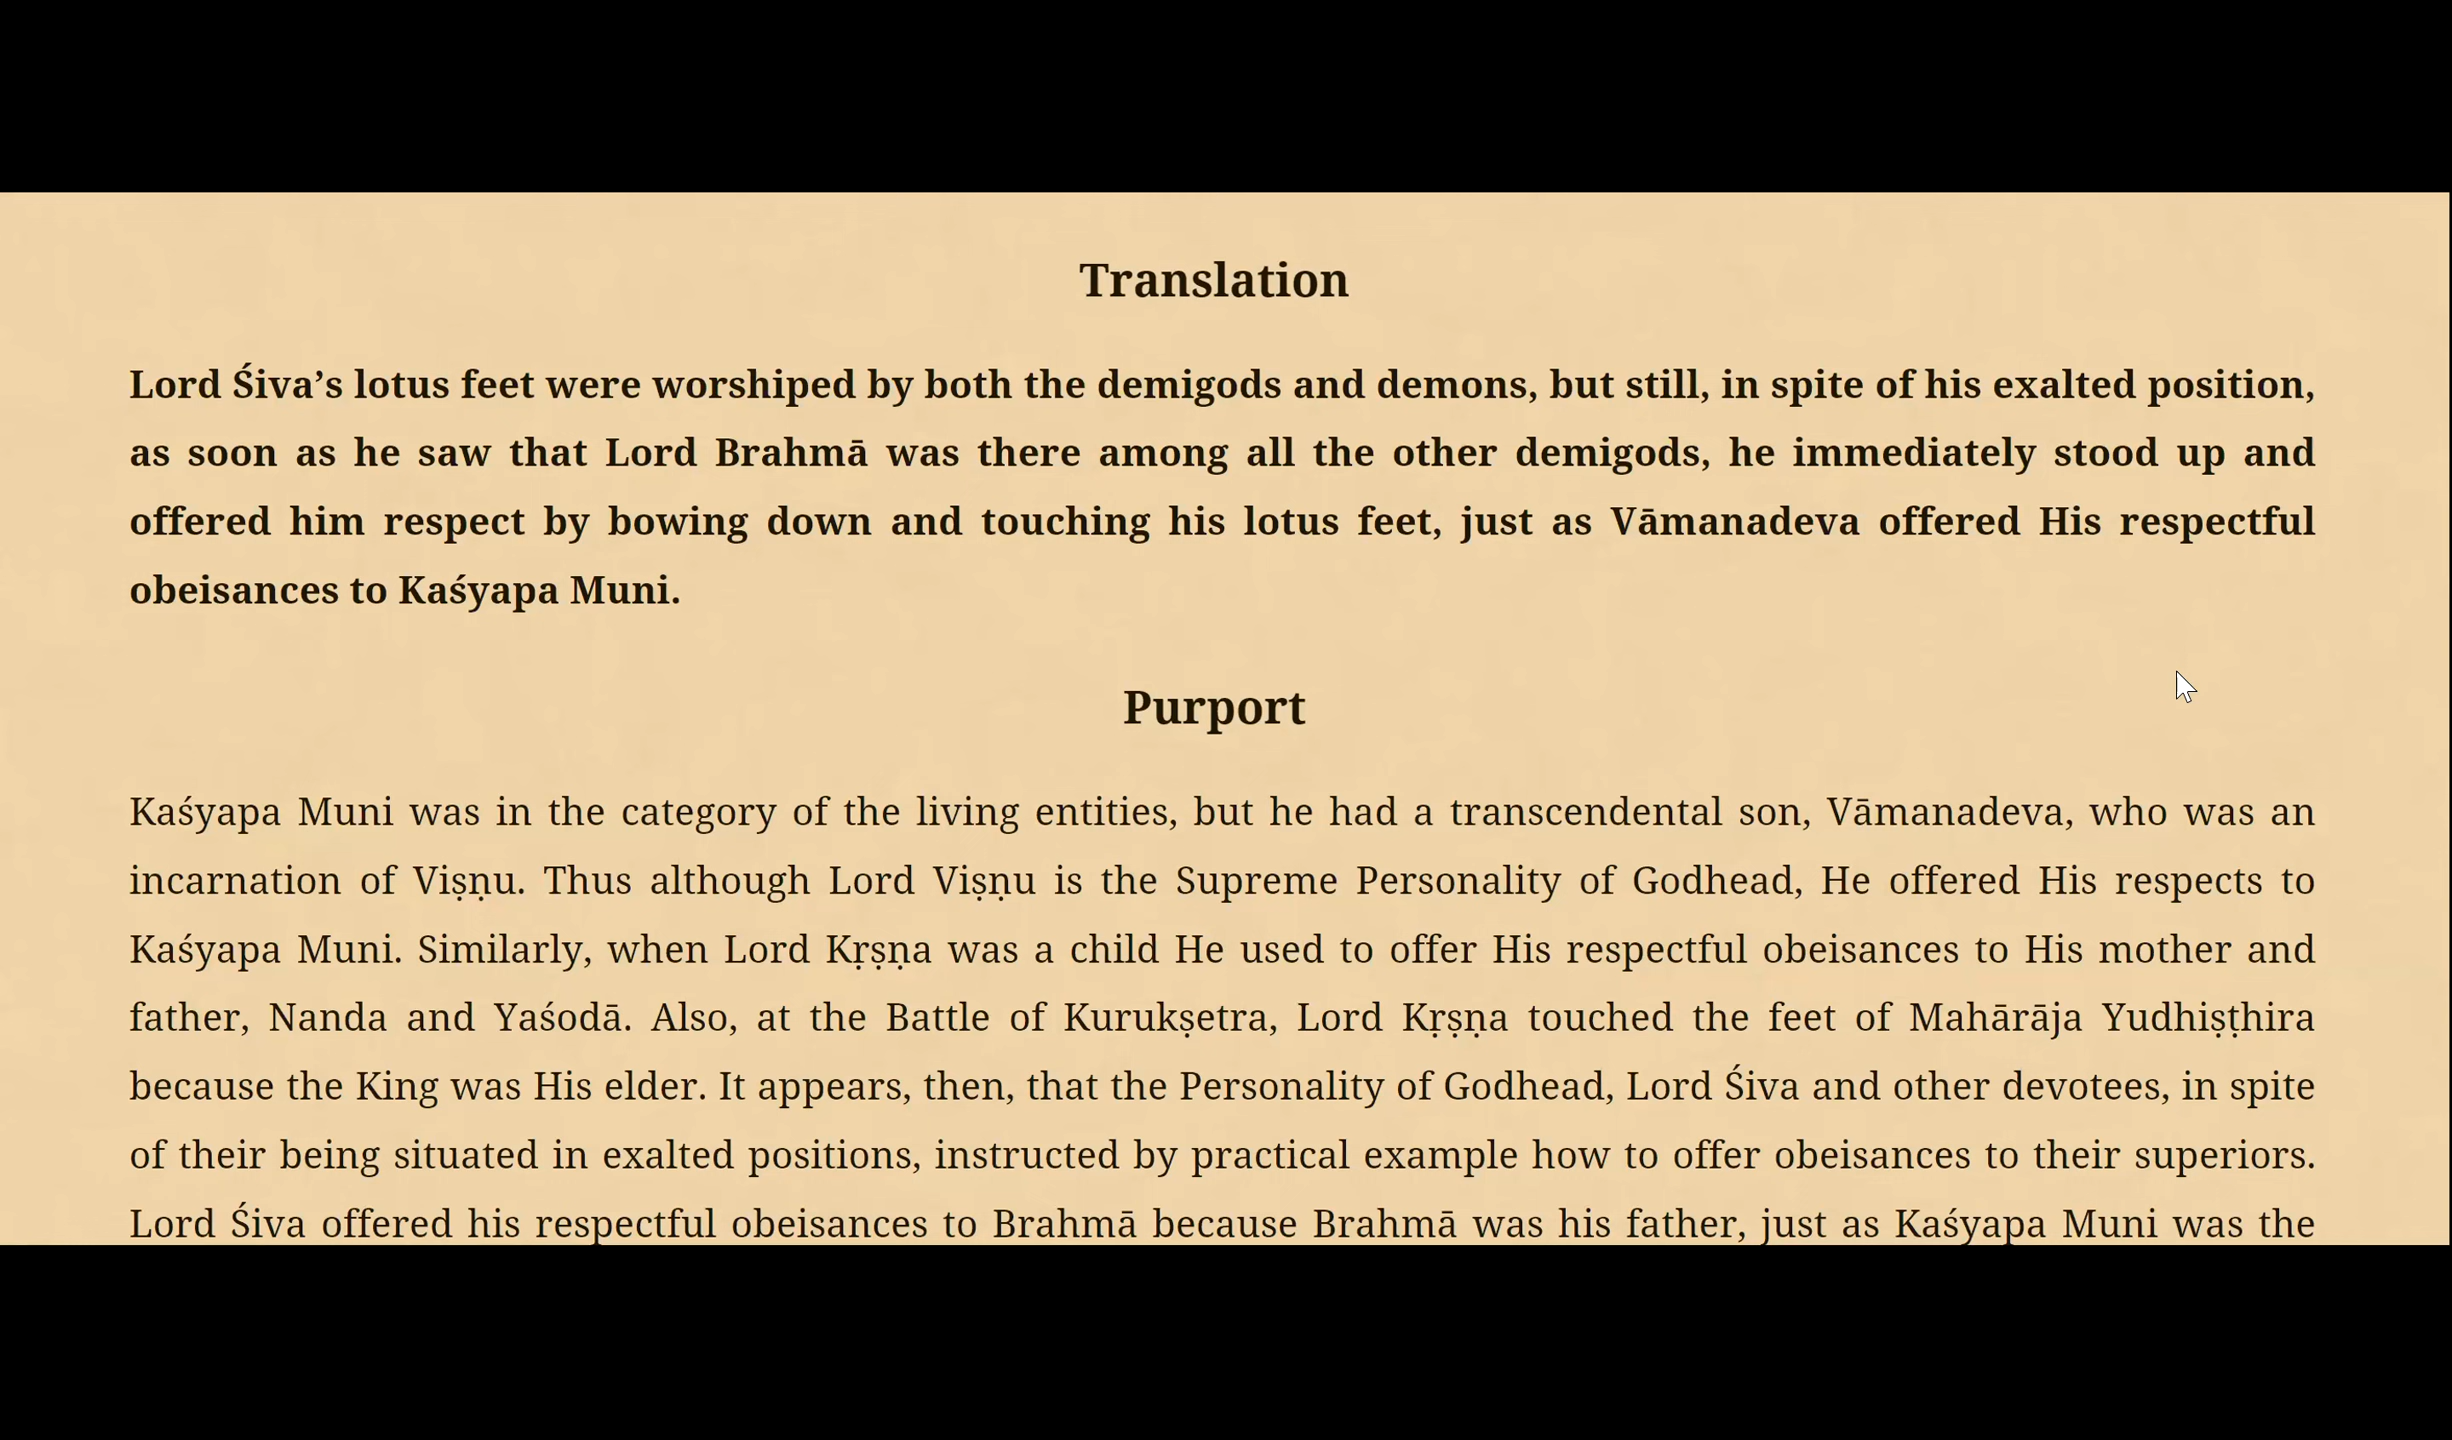 Translation
Lord Śiva’s lotus feet were worshiped by both the demigods and demons, but still, in spite of his exalted position,
as soon as he saw that Lord Brahmā was there among all the other demigods, he immediately stood up and
offered him respect by bowing down and touching his lotus feet, just as Vāmanadeva offered His respectful
obeisances to Kaśyapa Muni.
Purport
Kaśyapa Muni was in the category of the living entities, but he had a transcendental son, Vāmanadeva, who was an
incarnation of Viṣṇu. Thus although Lord Viṣṇu is the Supreme Personality of Godhead, He offered His respects to
Kaśyapa Muni. Similarly, when Lord Kṛṣṇa was a child He used to offer His respectful obeisances to His mother and
father, Nanda and Yaśodā. Also, at the Battle of Kurukṣetra, Lord Kṛṣṇa touched the feet of Mahārāja Yudhiṣṭhira
because the King was His elder. It appears, then, that the Personality of Godhead, Lord Śiva and other devotees, in spite
of their being situated in exalted positions, instructed by practical example how to offer obeisances to their superiors.
Lord Śiva offered his respectful obeisances to Brahmā because Brahmā was his father, just as Kaśyapa Muni was the